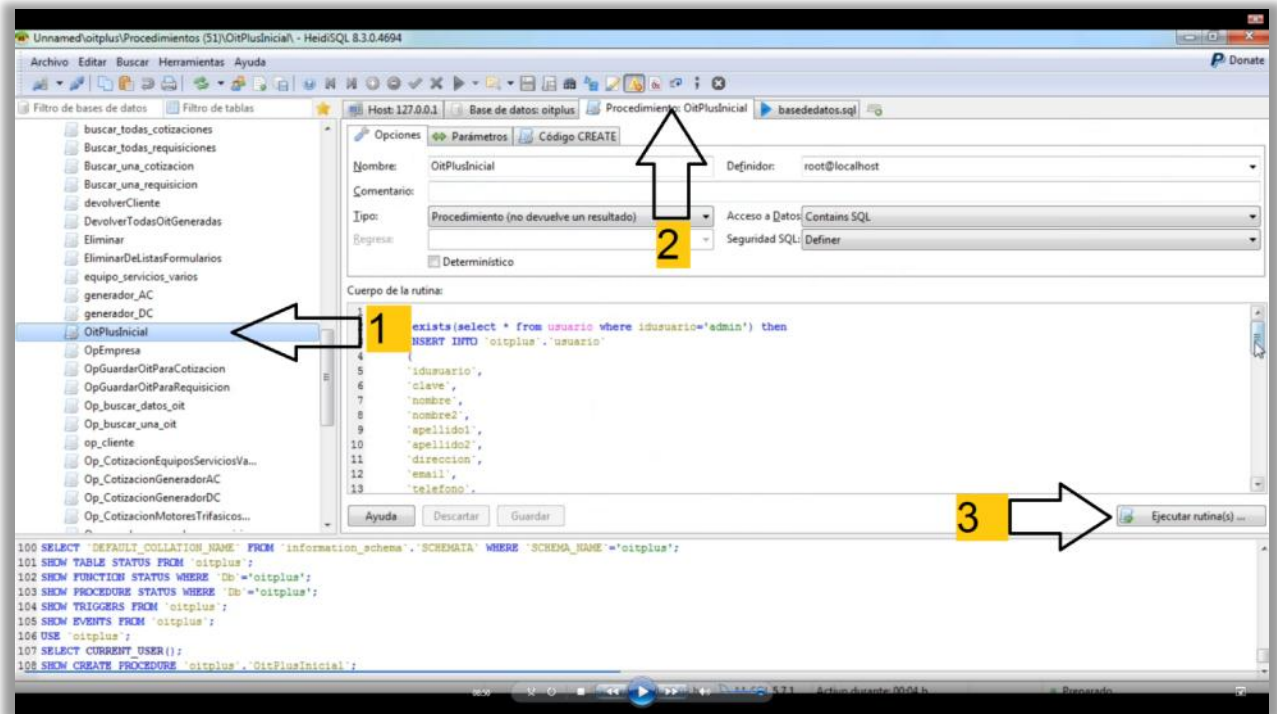 Unnamed\oitplus\Procedimientos (51)\OitPlusInicial\ - HeidiSQL 8.3.0.4694
Archivo Editar Buscar Herramientas Ayuda
Donate
Filtro de bases de datos Filtro de tablas
Host: 127.0.0.1 Base de datos: oitplus Procedimiento: OitPlusInicial basededatos.sql
buscar_todas_cotizaciones
Buscar_todas_requisiciones
Buscar_una_cotizacion
Buscar_una_requisicion
devolverCliente
DevolverTodasOitGeneradas
Eliminar
EliminarDeListasFormularios
equipo_servicios_varios
generador_AC
generador_DC
OitPlusInicial
OpEmpresa
OpGuardarOitParaCotizacion
OpGuardarOitParaRequisicion
Op_buscar_datos_oit
Op_buscar_una_oit
op_cliente
Op_CotizacionEquiposServiciosVa...
Op_CotizacionGeneradorAC
Op_CotizacionGeneradorDC
Op_CotizacionMotoresTrifasicos...
Opciones Parámetros Código CREATE
Nombre: OitPlusInicial Definidor: root@localhost
Comentario:
Tipo: Procedimiento (no devuelve un resultado) Acceso a Datos Contains SQL
Regresa: Seguridad SQL: Definer
Determinístico
Cuerpo de la rutina:
1
2
3
exists(select * from usuario where idusuario='admin') then
NSERT INTO `oitplus`.`usuario`
4 (
5 `idusuario`,
6 `clave`,
7 `nombre`,
8 `nombre2`,
9 `apellido1`,
10 `apellido2`,
11 `direccion`,
12 `email`,
13 `telefono`,
Ayuda Descartar Guardar Ejecutar rutina(s) ...
100 SELECT `DEFAULT_COLLATION_NAME` FROM `information_schema`.`SCHEMATA` WHERE `SCHEMA_NAME`='oitplus';
101 SHOW TABLE STATUS FROM `oitplus`;
102 SHOW FUNCTION STATUS WHERE `Db`='oitplus';
103 SHOW PROCEDURE STATUS WHERE `Db`='oitplus';
104 SHOW TRIGGERS FROM `oitplus`;
105 SHOW EVENTS FROM `oitplus`;
106 USE `oitplus`;
107 SELECT CURRENT_USER();
108 SHOW CREATE PROCEDURE `oitplus`.`OitPlusInicial`;
08:50 5.7.1 Activo durante: 00:04 h Preparado